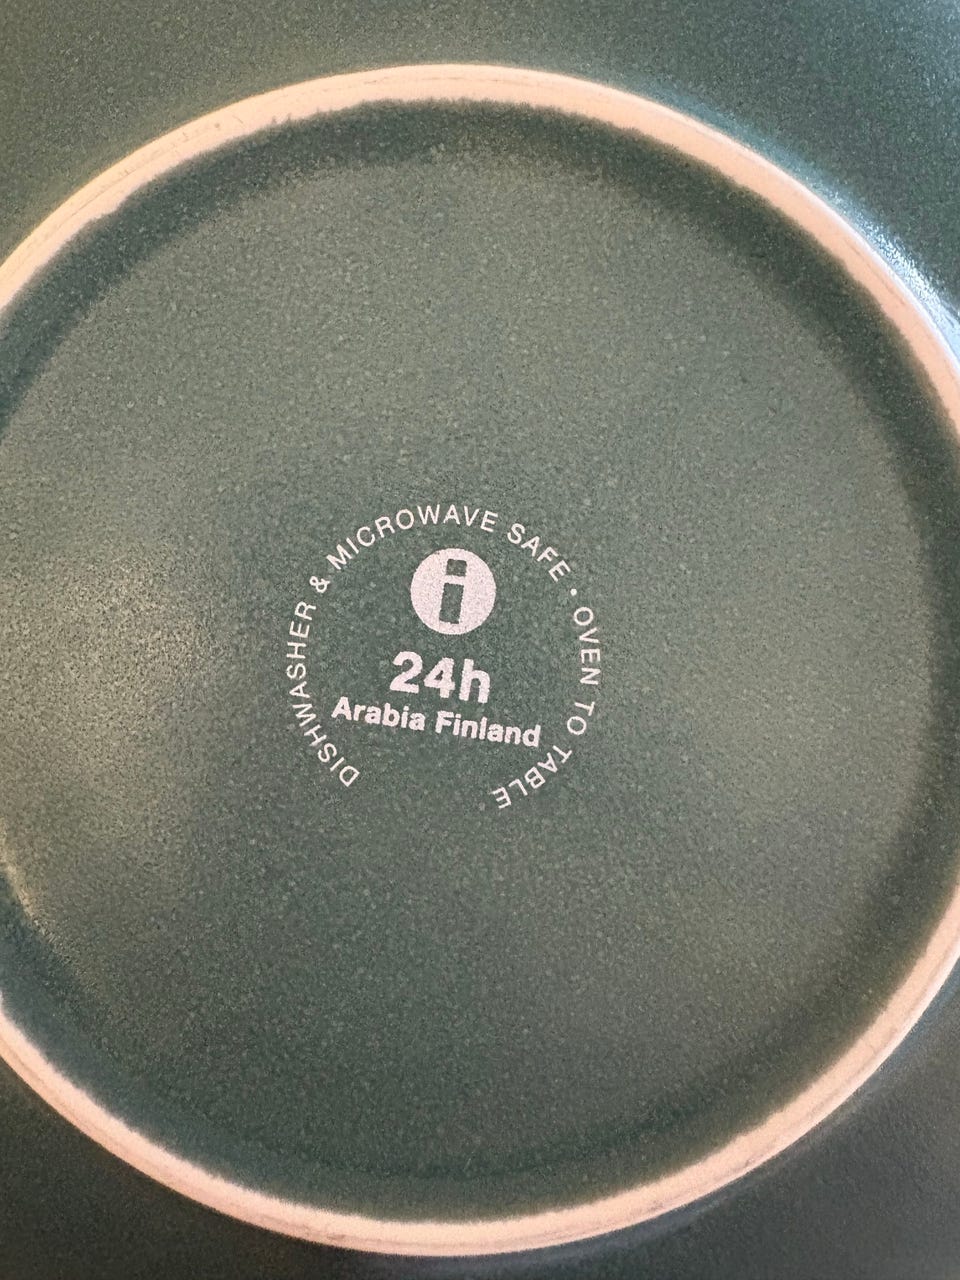 DISHWASHER & MICROWAVE SAFE · OVEN TO TABLE
i
24h
Arabia Finland